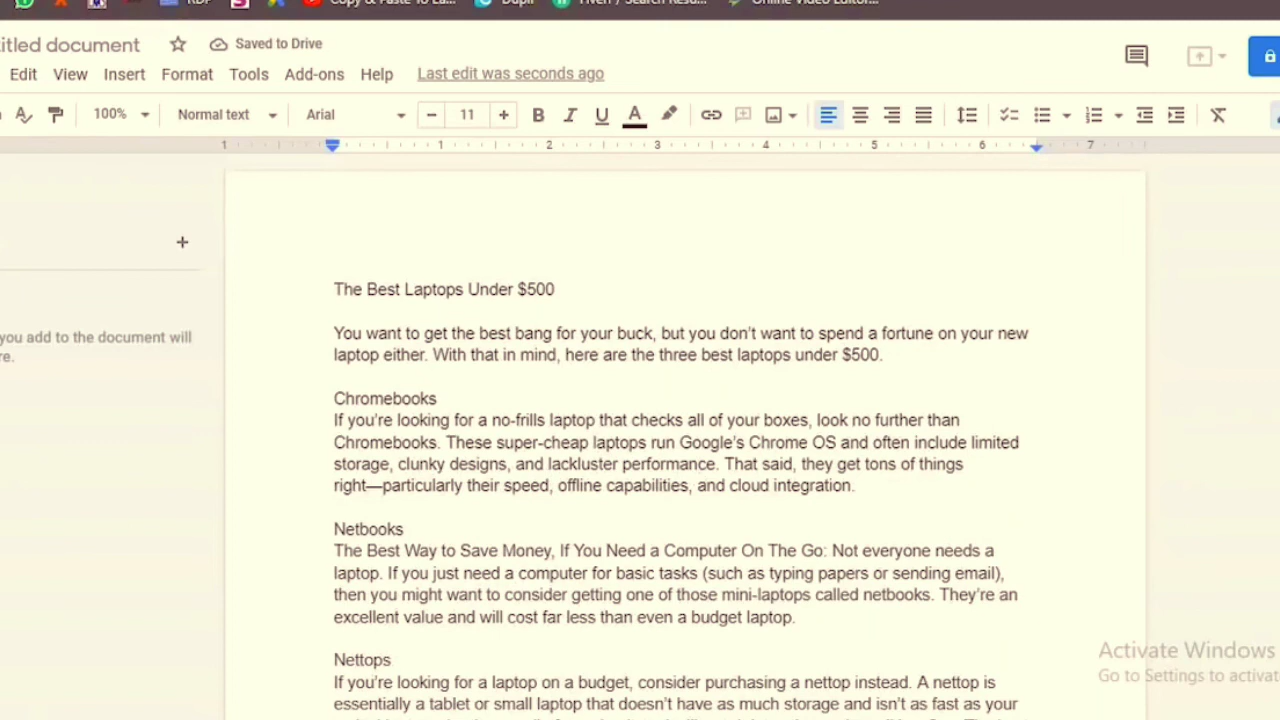 RDP Copy & Paste To La... Dupli Fiverr / Search Resu... Online Video Editor...
titled document Saved to Drive
Edit View Insert Format Tools Add-ons Help Last edit was seconds ago
100% Normal text Arial 11 B I U A
1 1 2 3 4 5 6 7
The Best Laptops Under $500
you add to the document will
re.
You want to get the best bang for your buck, but you don’t want to spend a fortune on your new
laptop either. With that in mind, here are the three best laptops under $500.
Chromebooks
If you’re looking for a no-frills laptop that checks all of your boxes, look no further than
Chromebooks. These super-cheap laptops run Google’s Chrome OS and often include limited
storage, clunky designs, and lackluster performance. That said, they get tons of things
right—particularly their speed, offline capabilities, and cloud integration.
Netbooks
The Best Way to Save Money, If You Need a Computer On The Go: Not everyone needs a
laptop. If you just need a computer for basic tasks (such as typing papers or sending email),
then you might want to consider getting one of those mini-laptops called netbooks. They’re an
excellent value and will cost far less than even a budget laptop.
Nettops
If you’re looking for a laptop on a budget, consider purchasing a nettop instead. A nettop is
essentially a tablet or small laptop that doesn’t have as much storage and isn’t as fast as your
Activate Windows
Go to Settings to activat